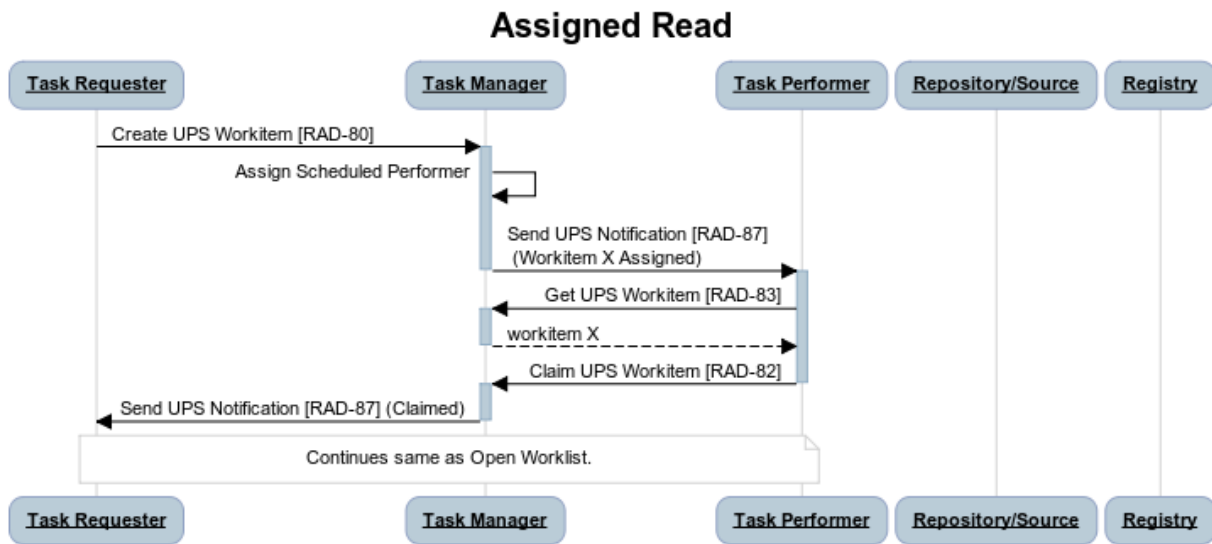 Assigned Read
Task Requester
Task Manager
Task Performer
Repository/Source
Registry
Create UPS Workitem [RAD-80]
Assign Scheduled Performer
Send UPS Notification [RAD-87]
(Workitem X Assigned)
Get UPS Workitem [RAD-83]
workitem X
Claim UPS Workitem [RAD-82]
Send UPS Notification [RAD-87] (Claimed)
Continues same as Open Worklist.
Task Requester
Task Manager
Task Performer
Repository/Source
Registry